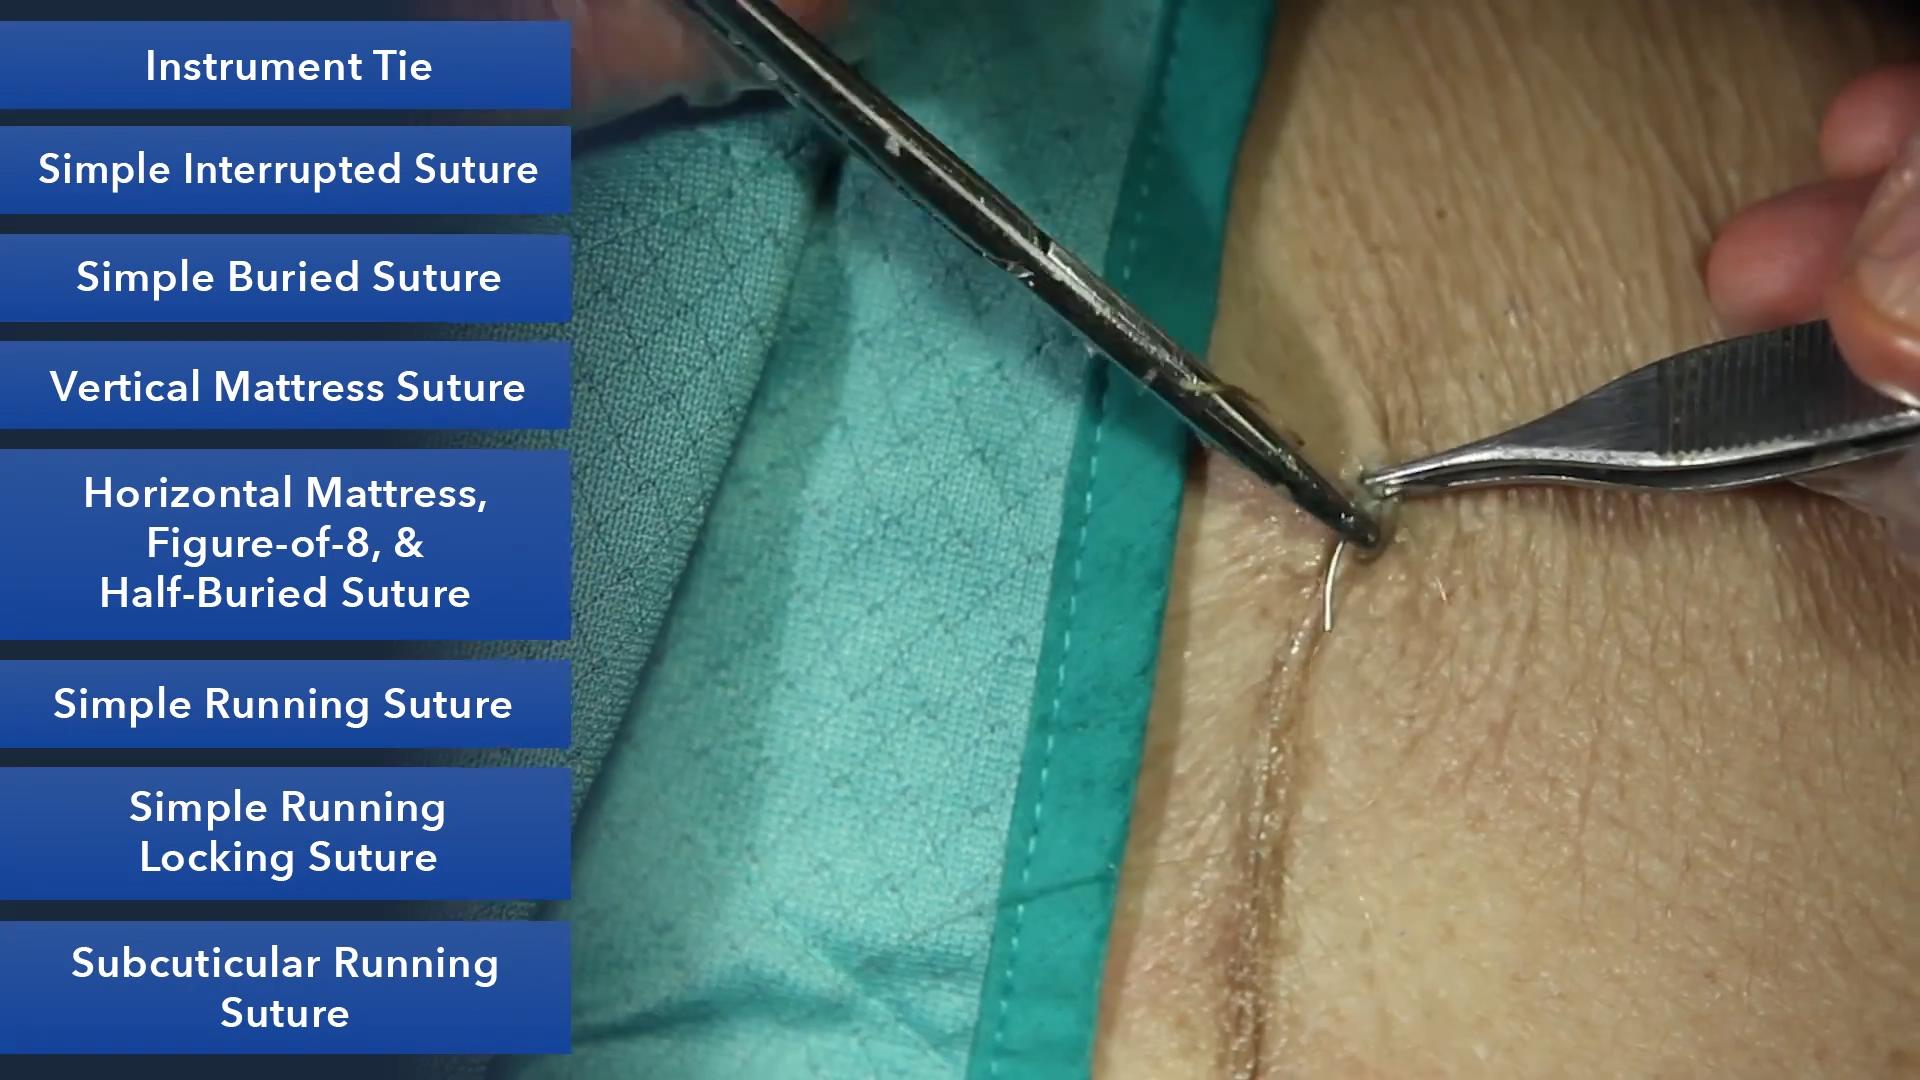 Instrument Tie
Simple Interrupted Suture
Simple Buried Suture
Vertical Mattress Suture
Horizontal Mattress,
Figure-of-8, &
Half-Buried Suture
Simple Running Suture
Simple Running
Locking Suture
Subcuticular Running
Suture